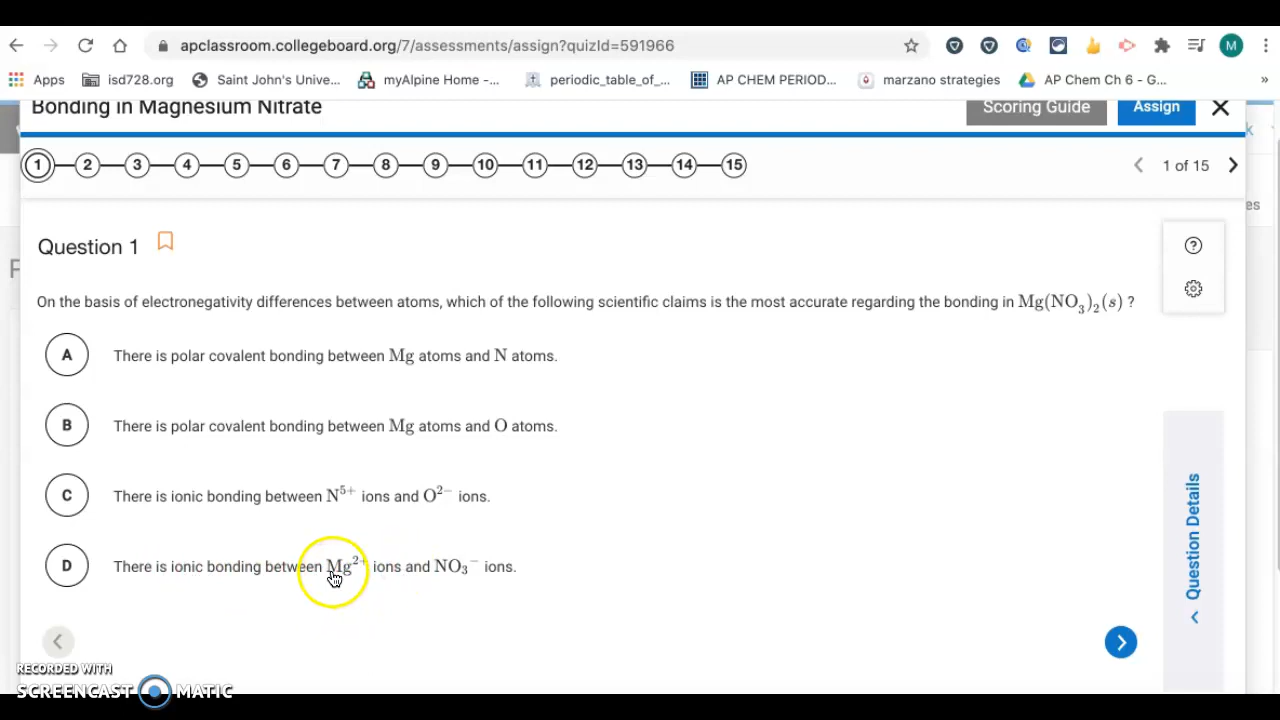 apclassroom.collegeboard.org/7/assessments/assign?quizId=591966
M
Apps isd728.org Saint John's Unive... myAlpine Home -... periodic_table_of_... AP CHEM PERIOD... marzano strategies AP Chem Ch 6 - G... »
Bonding in Magnesium Nitrate Scoring Guide Assign
1 2 3 4 5 6 7 8 9 10 11 12 13 14 15 1 of 15
es
Question 1
On the basis of electronegativity differences between atoms, which of the following scientific claims is the most accurate regarding the bonding in Mg(NO₃)₂(s) ?
A There is polar covalent bonding between Mg atoms and N atoms.
B There is polar covalent bonding between Mg atoms and O atoms.
C There is ionic bonding between N⁵⁺ ions and O²⁻ ions.
D There is ionic bonding between Mg²⁺ ions and NO₃⁻ ions.
Question Details
RECORDED WITH
SCREENCAST MATIC